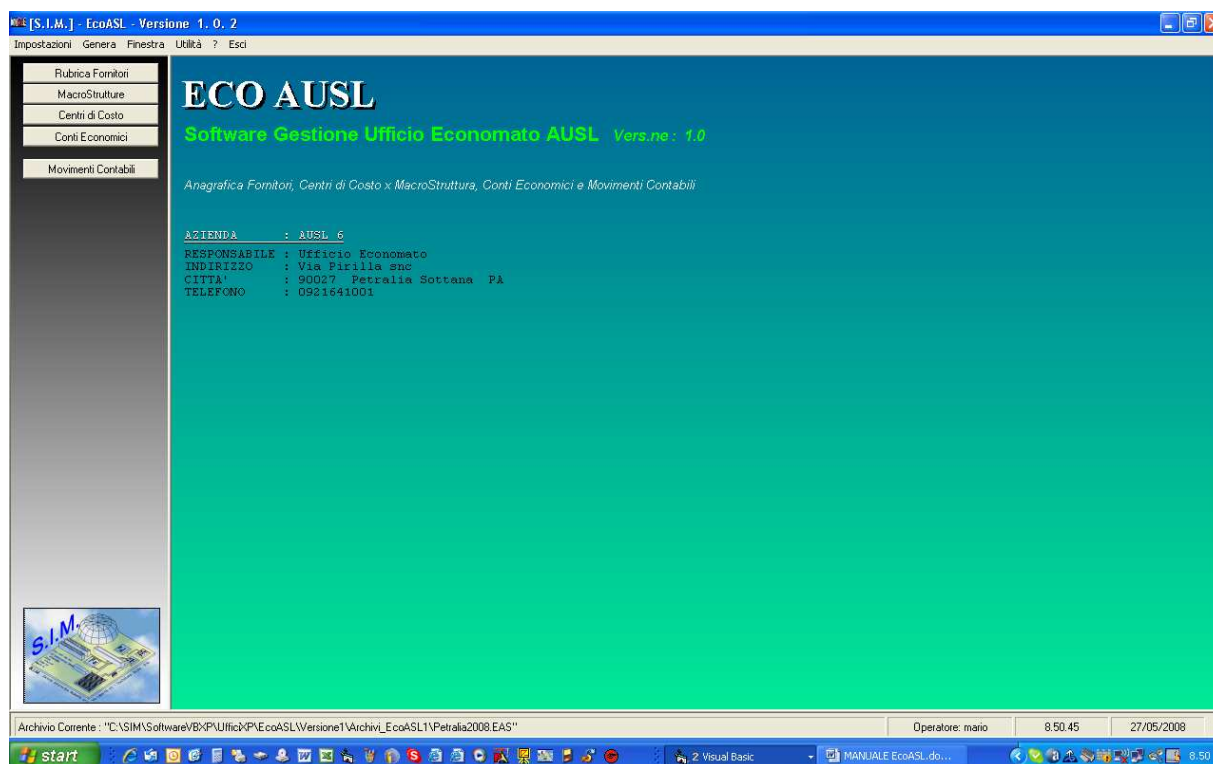 [S.I.M.] - EcoASL - Versione 1. 0. 2
Impostazioni Genera Finestra Utilità ? Esci
Rubrica Fornitori
MacroStrutture
Centri di Costo
Conti Economici
Movimenti Contabili
ECO AUSL
Software Gestione Ufficio Economato AUSL Vers.ne : 1.0
Anagrafica Fornitori, Centri di Costo x MacroStruttura, Conti Economici e Movimenti Contabili
AZIENDA : AUSL 6
RESPONSABILE : Ufficio Economato
INDIRIZZO : Via Pirilla snc
CITTA' : 90027 Petralia Sottana PA
TELEFONO : 0921641001
S.I.M.
Archivio Corrente : "C:\SIM\SoftwareVBXP\UfficiXP\EcoASL\Versione1\Archivi_EcoASL1\Petralia2008.EAS"
Operatore: mario
8.50.45
27/05/2008
start
2 Visual Basic
MANUALE EcoASL.do...
8.50